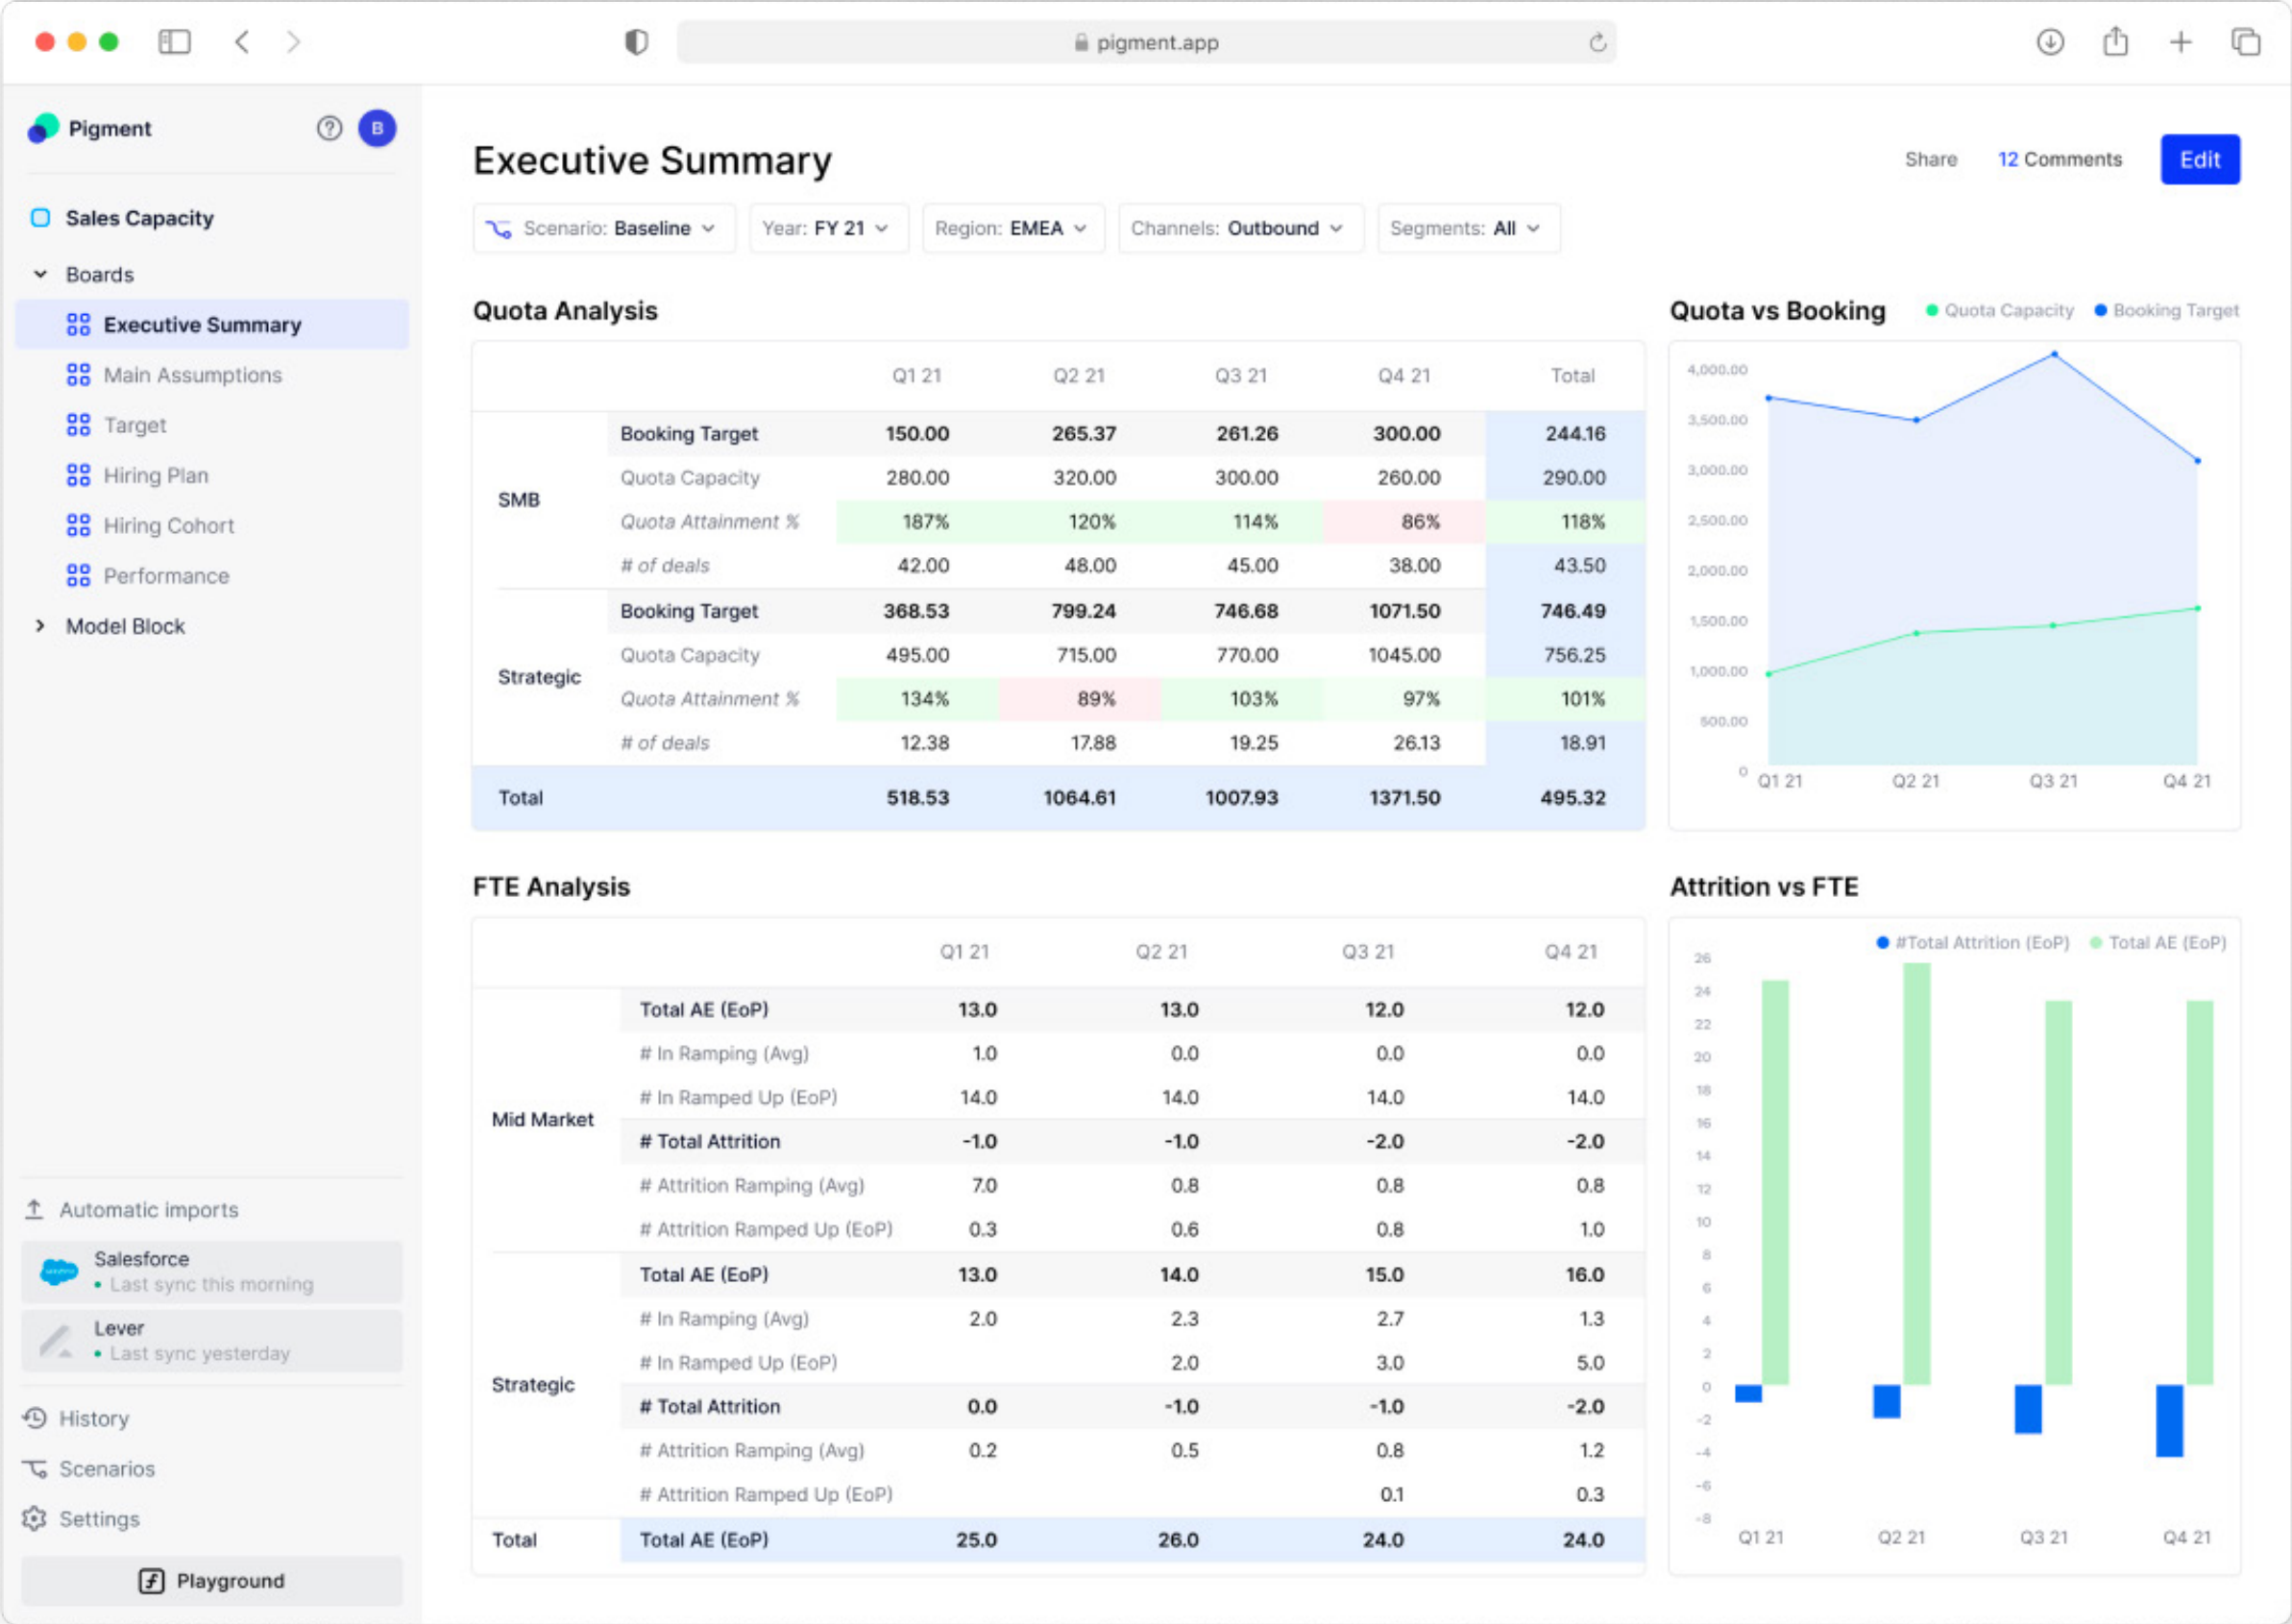 pigment.app
Pigment
B
Sales Capacity
Boards
Executive Summary
Main Assumptions
Target
Hiring Plan
Hiring Cohort
Performance
Model Block
Automatic imports
Salesforce
Last sync this morning
Lever
Last sync yesterday
History
Scenarios
Settings
Playground
Executive Summary
Share 12 Comments Edit
Scenario: Baseline Year: FY 21 Region: EMEA Channels: Outbound Segments: All
Quota Analysis
Q1 21 Q2 21 Q3 21 Q4 21 Total
SMB
Booking Target 150.00 265.37 261.26 300.00 244.16
Quota Capacity 280.00 320.00 300.00 260.00 290.00
Quota Attainment % 187% 120% 114% 86% 118%
# of deals 42.00 48.00 45.00 38.00 43.50
Strategic
Booking Target 368.53 799.24 746.68 1071.50 746.49
Quota Capacity 495.00 715.00 770.00 1045.00 756.25
Quota Attainment % 134% 89% 103% 97% 101%
# of deals 12.38 17.88 19.25 26.13 18.91
Total 518.53 1064.61 1007.93 1371.50 495.32
Quota vs Booking Quota Capacity Booking Target
4,000.00
3,500.00
3,000.00
2,500.00
2,000.00
1,500.00
1,000.00
500.00
0
Q1 21 Q2 21 Q3 21 Q4 21
FTE Analysis
Q1 21 Q2 21 Q3 21 Q4 21
Mid Market
Total AE (EoP) 13.0 13.0 12.0 12.0
# In Ramping (Avg) 1.0 0.0 0.0 0.0
# In Ramped Up (EoP) 14.0 14.0 14.0 14.0
# Total Attrition -1.0 -1.0 -2.0 -2.0
# Attrition Ramping (Avg) 7.0 0.8 0.8 0.8
# Attrition Ramped Up (EoP) 0.3 0.6 0.8 1.0
Strategic
Total AE (EoP) 13.0 14.0 15.0 16.0
# In Ramping (Avg) 2.0 2.3 2.7 1.3
# In Ramped Up (EoP) 2.0 3.0 5.0
# Total Attrition 0.0 -1.0 -1.0 -2.0
# Attrition Ramping (Avg) 0.2 0.5 0.8 1.2
# Attrition Ramped Up (EoP) 0.1 0.3
Total Total AE (EoP) 25.0 26.0 24.0 24.0
Attrition vs FTE
#Total Attrition (EoP) Total AE (EoP)
26
24
22
20
18
16
14
12
10
8
6
4
2
0
-2
-4
-6
-8
Q1 21 Q2 21 Q3 21 Q4 21